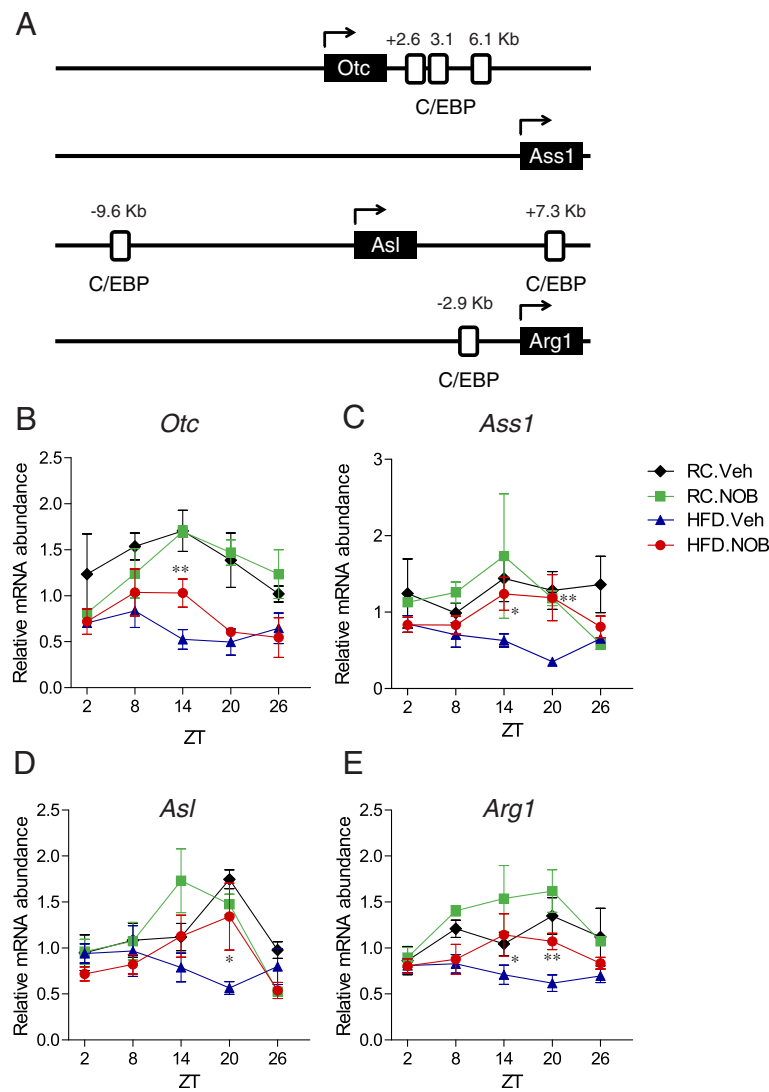 A
+2.6 3.1 6.1 Kb
Otc
C/EBP
Ass1
-9.6 Kb +7.3 Kb
Asl
C/EBP C/EBP
-2.9 Kb
Arg1
C/EBP
B Otc
Relative mRNA abundance
2.5
2.0
1.5
1.0
0.5
0.0
**
2 8 14 20 26
ZT
C Ass1
Relative mRNA abundance
3
2
1
0
* **
2 8 14 20 26
ZT
RC.Veh
RC.NOB
HFD.Veh
HFD.NOB
D Asl
Relative mRNA abundance
2.5
2.0
1.5
1.0
0.5
0.0
*
2 8 14 20 26
ZT
E Arg1
Relative mRNA abundance
2.5
2.0
1.5
1.0
0.5
0.0
* **
2 8 14 20 26
ZT